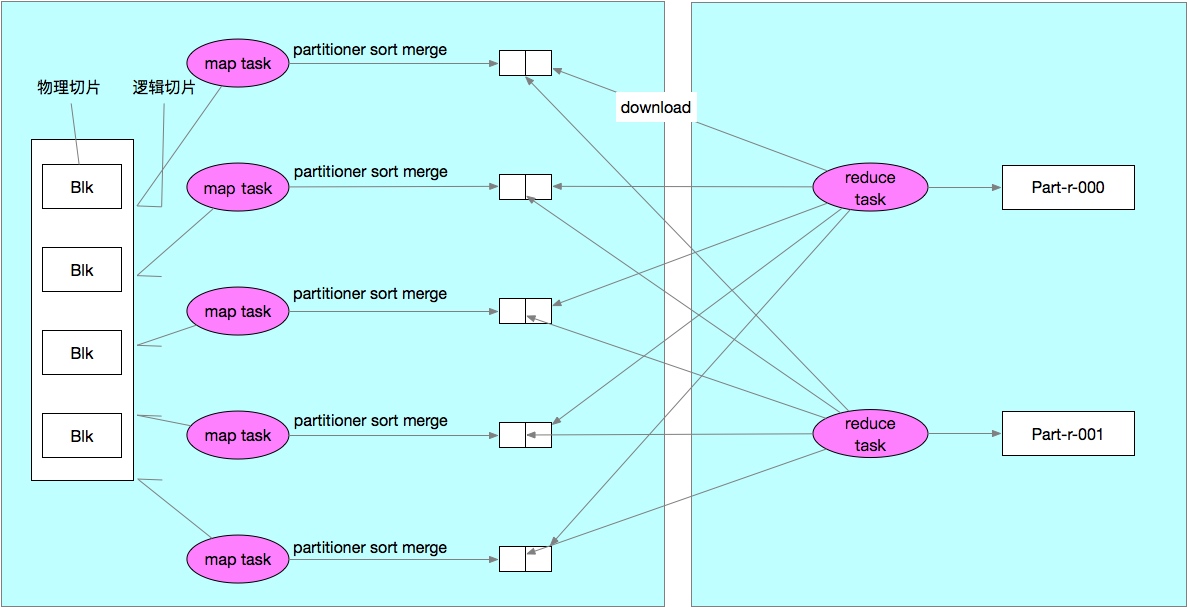 map task
partitioner sort merge
物理切片
逻辑切片
download
Blk
map task
partitioner sort merge
reduce
task
Part-r-000
Blk
map task
partitioner sort merge
Blk
map task
partitioner sort merge
reduce
task
Part-r-001
Blk
map task
partitioner sort merge